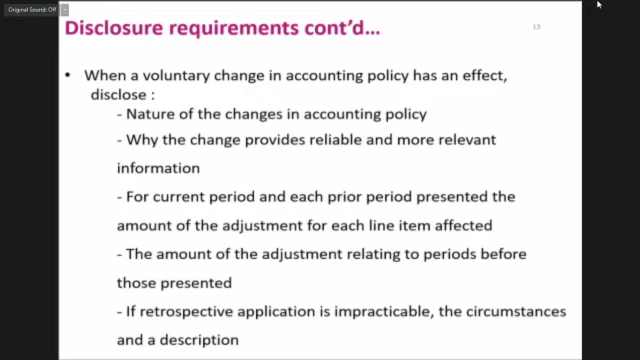 Original Sound: Off
Disclosure requirements cont'd...
13
• When a voluntary change in accounting policy has an effect,
disclose :
- Nature of the changes in accounting policy
- Why the change provides reliable and more relevant
information
- For current period and each prior period presented the
amount of the adjustment for each line item affected
- The amount of the adjustment relating to periods before
those presented
- If retrospective application is impracticable, the circumstances
and a description